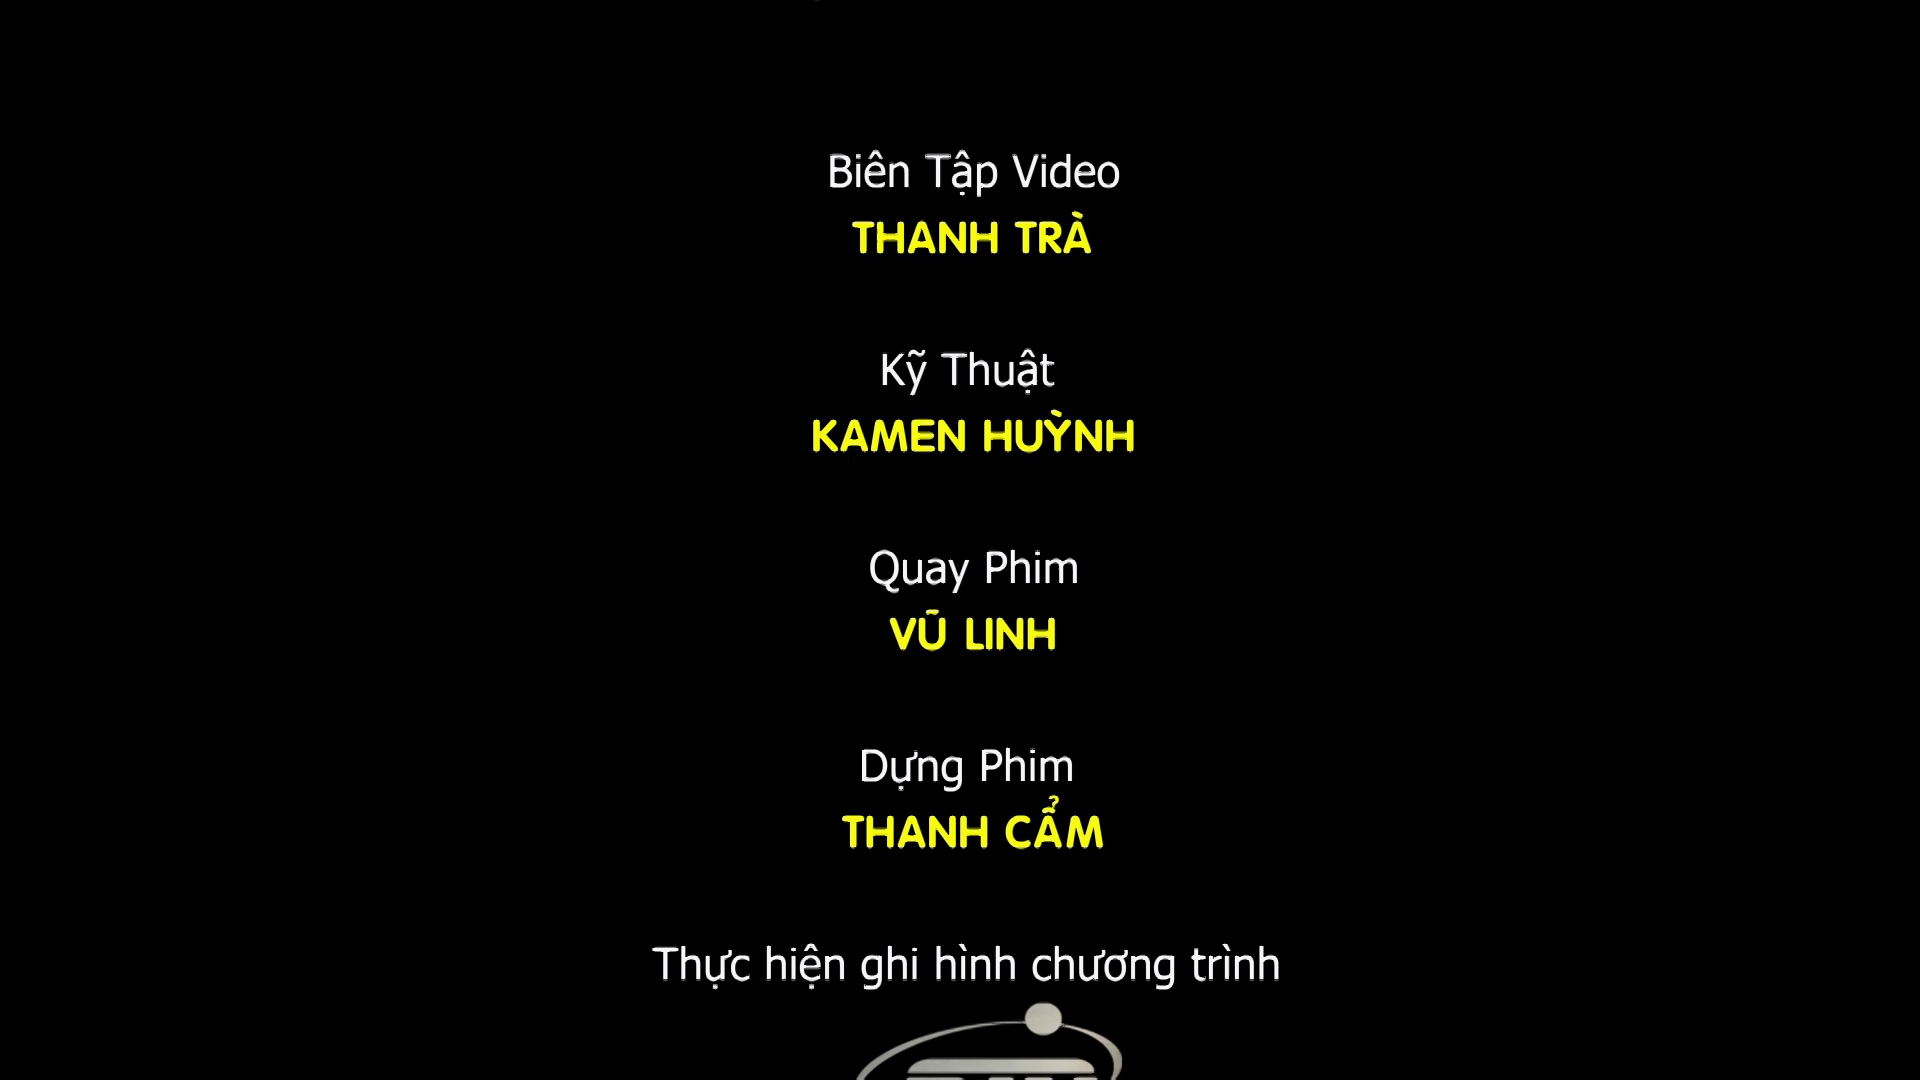 Biên Tập Video
THANH TRÀ
Kỹ Thuật
KAMEN HUỲNH
Quay Phim
VŨ LINH
Dựng Phim
THANH CẨM
Thực hiện ghi hình chương trình